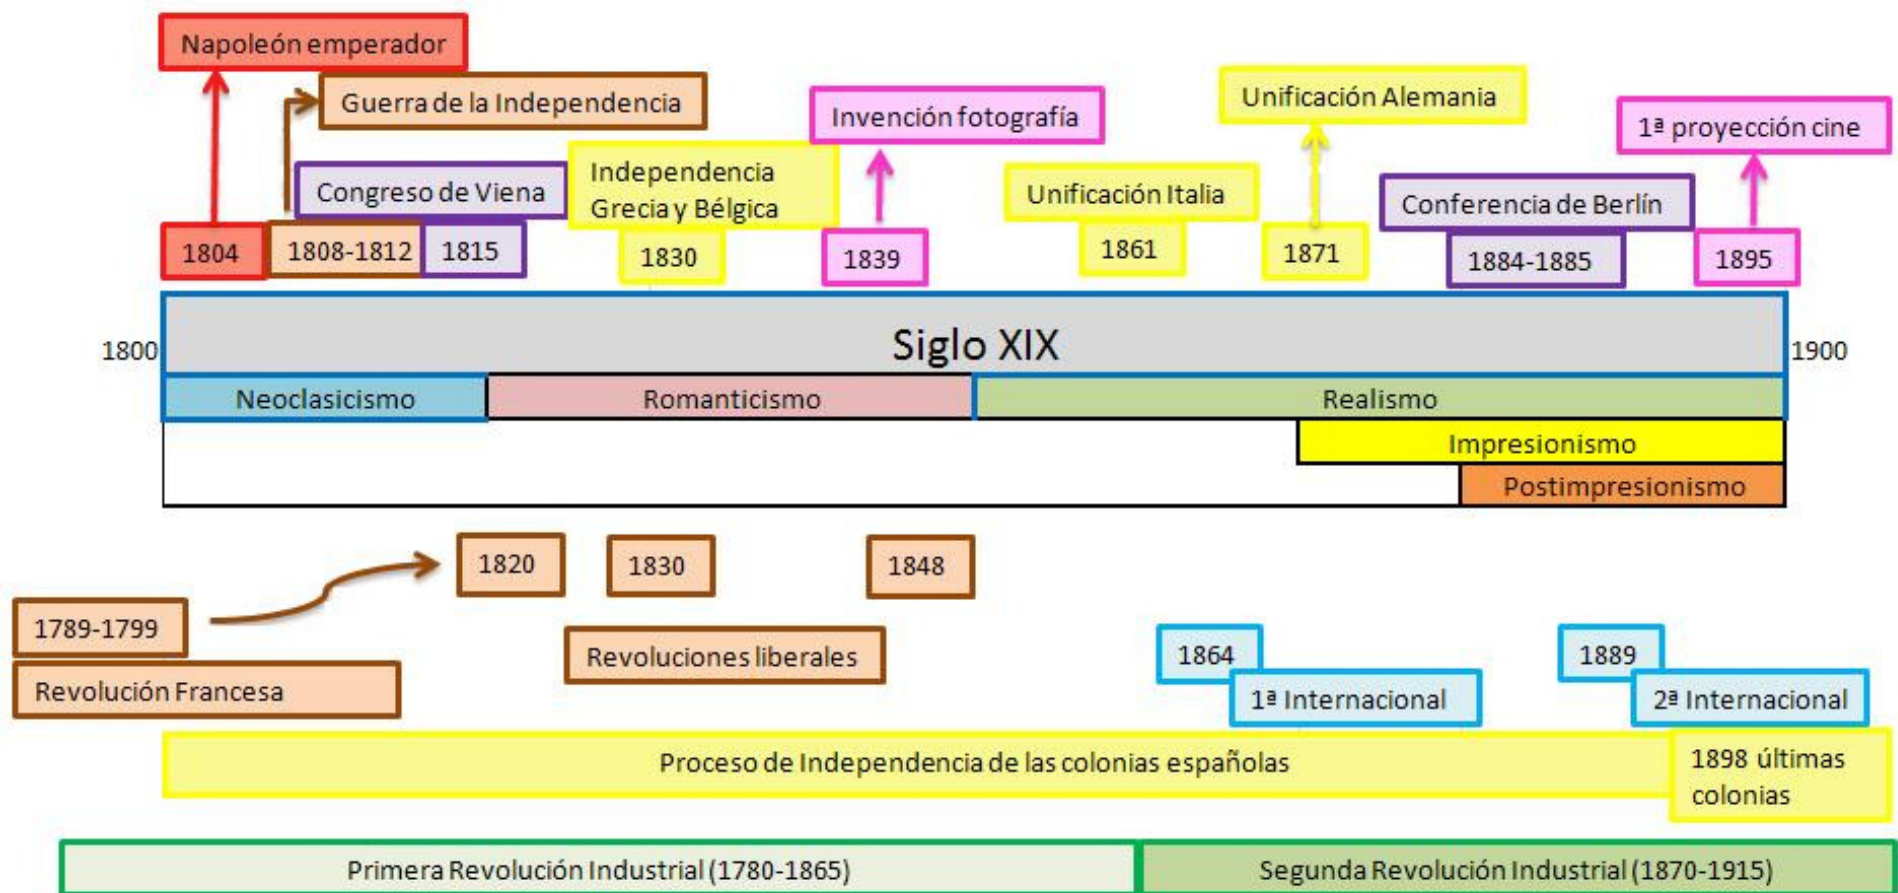 Napoleón emperador
Guerra de la Independencia
Invención fotografía
Unificación Alemania
1ª proyección cine
Congreso de Viena
Independencia
Grecia y Bélgica
Unificación Italia
Conferencia de Berlín
1804
1808-1812
1815
1830
1839
1861
1871
1884-1885
1895
1800
Siglo XIX
1900
Neoclasicismo
Romanticismo
Realismo
Impresionismo
Postimpresionismo
1820
1830
1848
1789-1799
Revolución Francesa
Revoluciones liberales
1864
1ª Internacional
1889
2ª Internacional
Proceso de Independencia de las colonias españolas
1898 últimas
colonias
Primera Revolución Industrial (1780-1865)
Segunda Revolución Industrial (1870-1915)